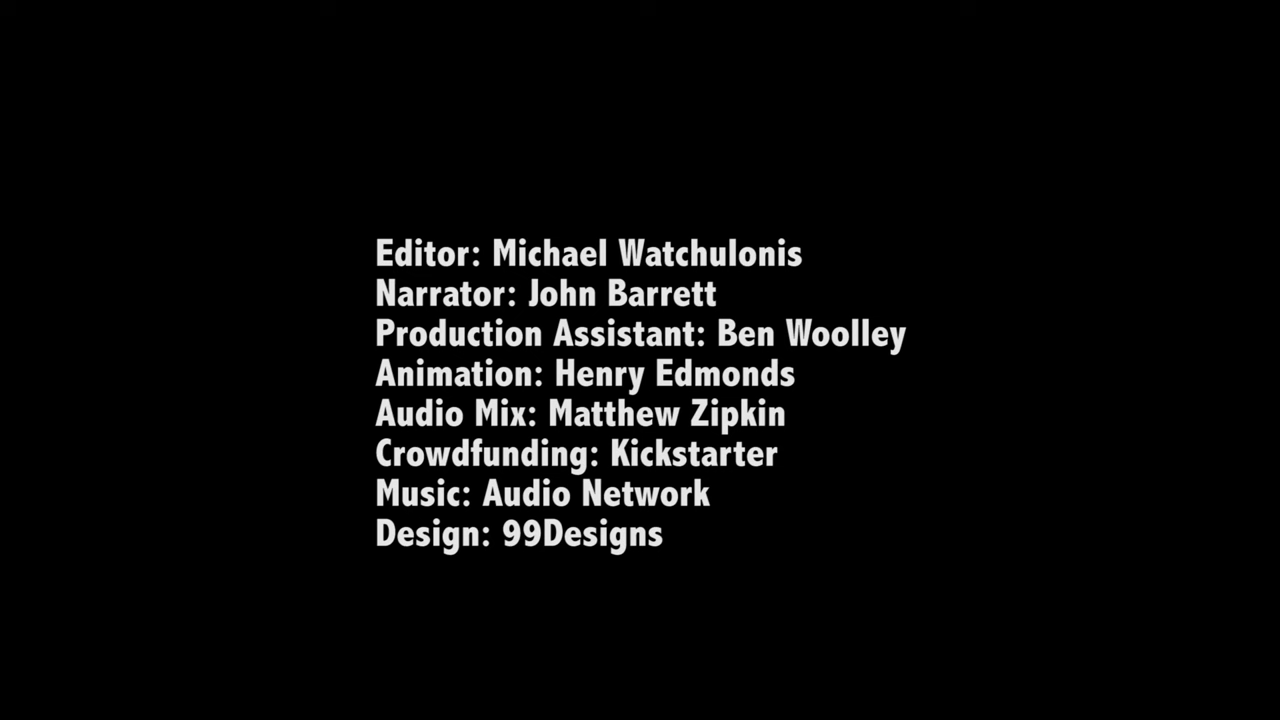 Editor: Michael Watchulonis
Narrator: John Barrett
Production Assistant: Ben Woolley
Animation: Henry Edmonds
Audio Mix: Matthew Zipkin
Crowdfunding: Kickstarter
Music: Audio Network
Design: 99Designs